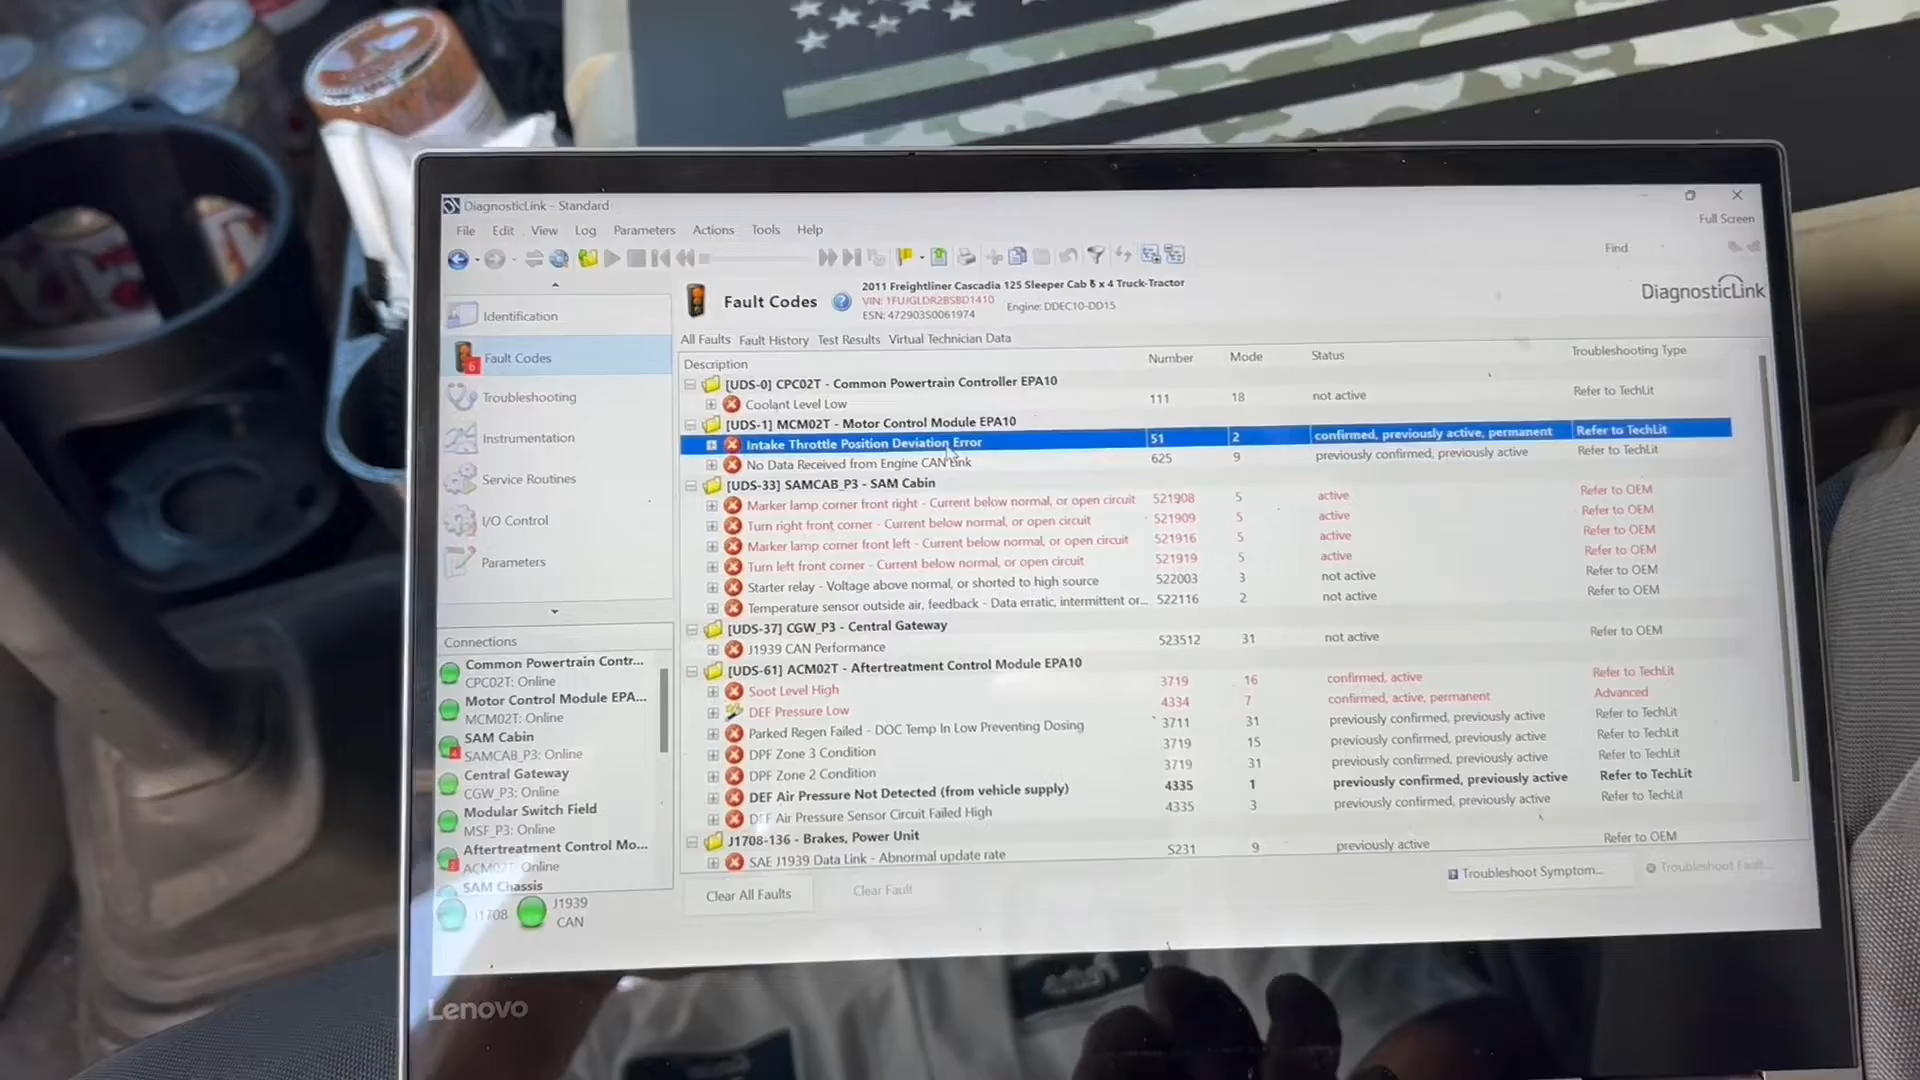 DiagnosticLink - Standard
Full Screen
File Edit View Log Parameters Actions Tools Help
Find
Fault Codes
2011 Freightliner Cascadia 125 Sleeper Cab 6 x 4 Truck-Tractor
VIN: 1FUJGLDR2BSBD1410 Engine: DDEC10-DD15
ESN: 472903S0061974
DiagnosticLink
Identification
Fault Codes
6
Troubleshooting
Instrumentation
Service Routines
I/O Control
Parameters
All Faults Fault History Test Results Virtual Technician Data
Description Number Mode Status Troubleshooting Type
[UDS-0] CPC02T - Common Powertrain Controller EPA10
Coolant Level Low 111 18 not active Refer to TechLit
[UDS-1] MCM02T - Motor Control Module EPA10
Intake Throttle Position Deviation Error 51 2 confirmed, previously active, permanent Refer to TechLit
No Data Received from Engine CAN Link 625 9 previously confirmed, previously active Refer to TechLit
[UDS-33] SAMCAB_P3 - SAM Cabin
Marker lamp corner front right - Current below normal, or open circuit 521908 5 active Refer to OEM
Turn right front corner - Current below normal, or open circuit 521909 5 active Refer to OEM
Marker lamp corner front left - Current below normal, or open circuit 521916 5 active Refer to OEM
Turn left front corner - Current below normal, or open circuit 521919 5 active Refer to OEM
Starter relay - Voltage above normal, or shorted to high source 522003 3 not active Refer to OEM
Temperature sensor outside air, feedback - Data erratic, intermittent or... 522116 2 not active Refer to OEM
[UDS-37] CGW_P3 - Central Gateway
J1939 CAN Performance 523512 31 not active Refer to OEM
[UDS-61] ACM02T - Aftertreatment Control Module EPA10
Soot Level High 3719 16 confirmed, active Refer to TechLit
DEF Pressure Low 4334 7 confirmed, active, permanent Advanced
Parked Regen Failed - DOC Temp In Low Preventing Dosing 3711 31 previously confirmed, previously active Refer to TechLit
DPF Zone 3 Condition 3719 15 previously confirmed, previously active Refer to TechLit
DPF Zone 2 Condition 3719 31 previously confirmed, previously active Refer to TechLit
DEF Air Pressure Not Detected (from vehicle supply) 4335 1 previously confirmed, previously active Refer to TechLit
DEF Air Pressure Sensor Circuit Failed High 4335 3 previously confirmed, previously active Refer to TechLit
J1708-136 - Brakes, Power Unit
SAE J1939 Data Link - Abnormal update rate S231 9 previously active Refer to OEM
Connections
Common Powertrain Contr...
CPC02T: Online
Motor Control Module EPA...
MCM02T: Online
SAM Cabin
SAMCAB_P3: Online
Central Gateway
CGW_P3: Online
Modular Switch Field
MSF_P3: Online
Aftertreatment Control Mo...
ACM02T: Online
SAM Chassis
J1708 J1939
CAN
Clear All Faults Clear Fault Troubleshoot Symptom... Troubleshoot Fault...
Lenovo